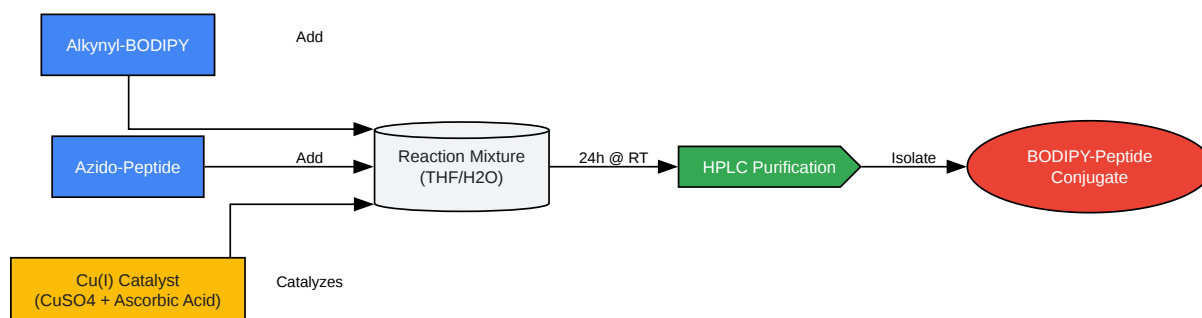 Alkynyl-BODIPY
Add
Azido-Peptide
Add
Reaction Mixture
(THF/H2O)
24h @ RT
HPLC Purification
Isolate
BODIPY-Peptide
Conjugate
Cu(I) Catalyst
(CuSO4 + Ascorbic Acid)
Catalyzes